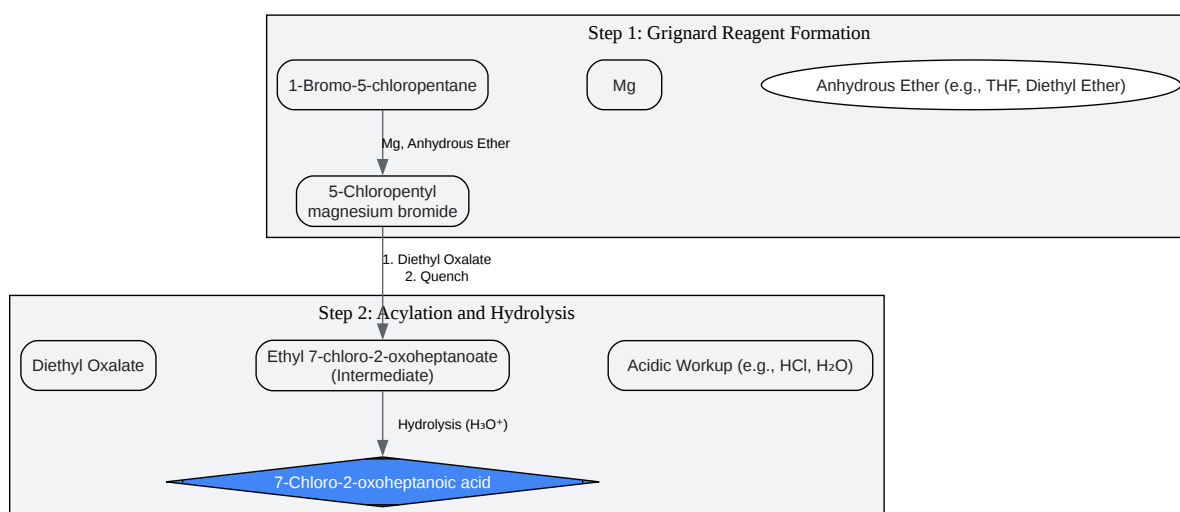 Step 1: Grignard Reagent Formation
1-Bromo-5-chloropentane
Mg
Anhydrous Ether (e.g., THF, Diethyl Ether)
Mg, Anhydrous Ether
5-Chloropentyl
magnesium bromide
1. Diethyl Oxalate
2. Quench
Step 2: Acylation and Hydrolysis
Diethyl Oxalate
Ethyl 7-chloro-2-oxoheptanoate
(Intermediate)
Acidic Workup (e.g., HCl, H₂O)
Hydrolysis (H₃O⁺)
7-Chloro-2-oxoheptanoic acid